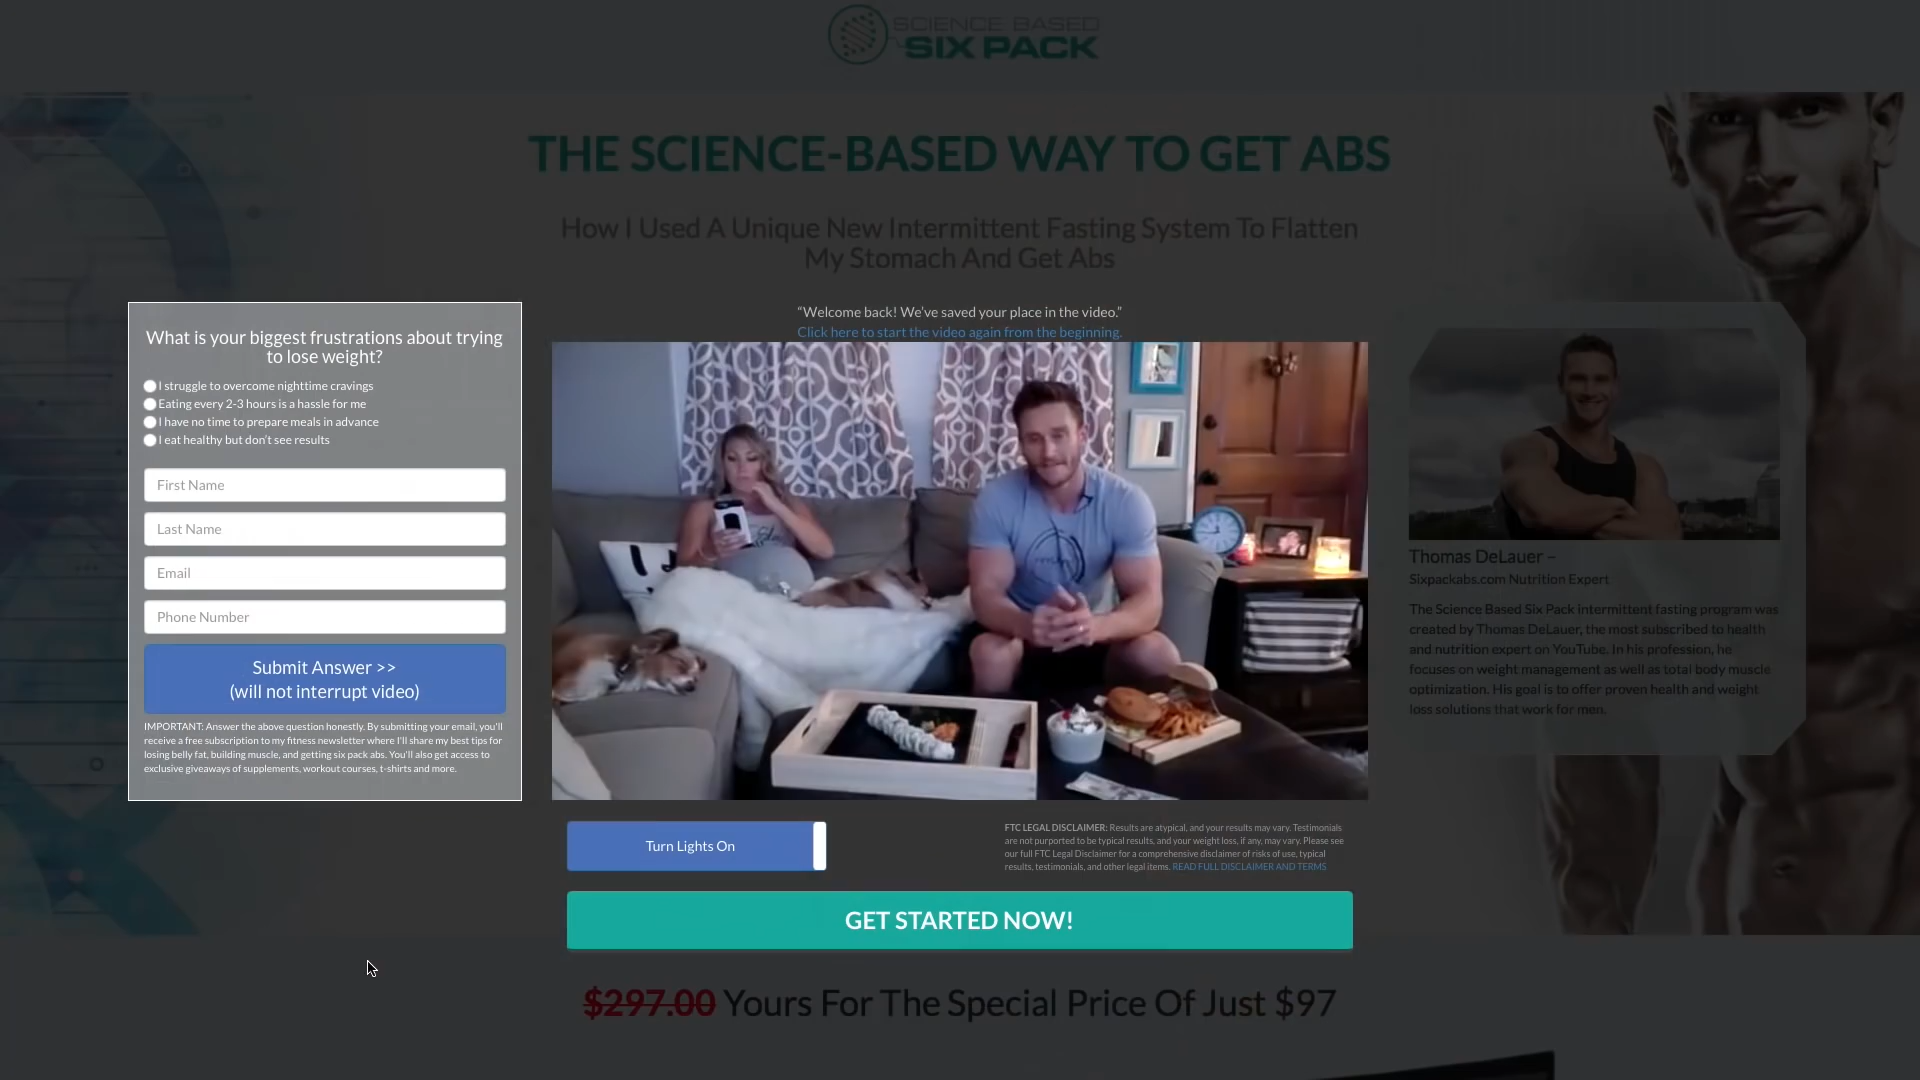 SCIENCE BASED
SIX PACK
THE SCIENCE-BASED WAY TO GET ABS
How I Used A Unique New Intermittent Fasting System To Flatten
My Stomach And Get Abs
“Welcome back! We’ve saved your place in the video.”
Click here to start the video again from the beginning.
What is your biggest frustrations about trying
to lose weight?
I struggle to overcome nighttime cravings
Eating every 2-3 hours is a hassle for me
I have no time to prepare meals in advance
I eat healthy but don’t see results
First Name
Last Name
Email
Phone Number
Submit Answer >>
(will not interrupt video)
IMPORTANT: Answer the above question honestly. By submitting your email, you'll
receive a free subscription to my fitness newsletter where I'll share my best tips for
losing belly fat, building muscle, and getting six pack abs. You'll also get access to
exclusive giveaways of supplements, workout courses, t-shirts and more.
Thomas DeLauer –
Sixpackabs.com Nutrition Expert
The Science Based Six Pack intermittent fasting program was
created by Thomas DeLauer, the most subscribed to health
and nutrition expert on YouTube. In his profession, he
focuses on weight management as well as total body muscle
optimization. His goal is to offer proven health and weight
loss solutions that work for men.
Turn Lights On
FTC LEGAL DISCLAIMER: Results are atypical, and your results may vary. Testimonials
are not purported to be typical results, and your weight loss, if any, may vary. Please see
our full FTC Legal Disclaimer for a comprehensive disclaimer of risks of use, typical
results, testimonials, and other legal items. READ FULL DISCLAIMER AND TERMS
GET STARTED NOW!
$297.00 Yours For The Special Price Of Just $97